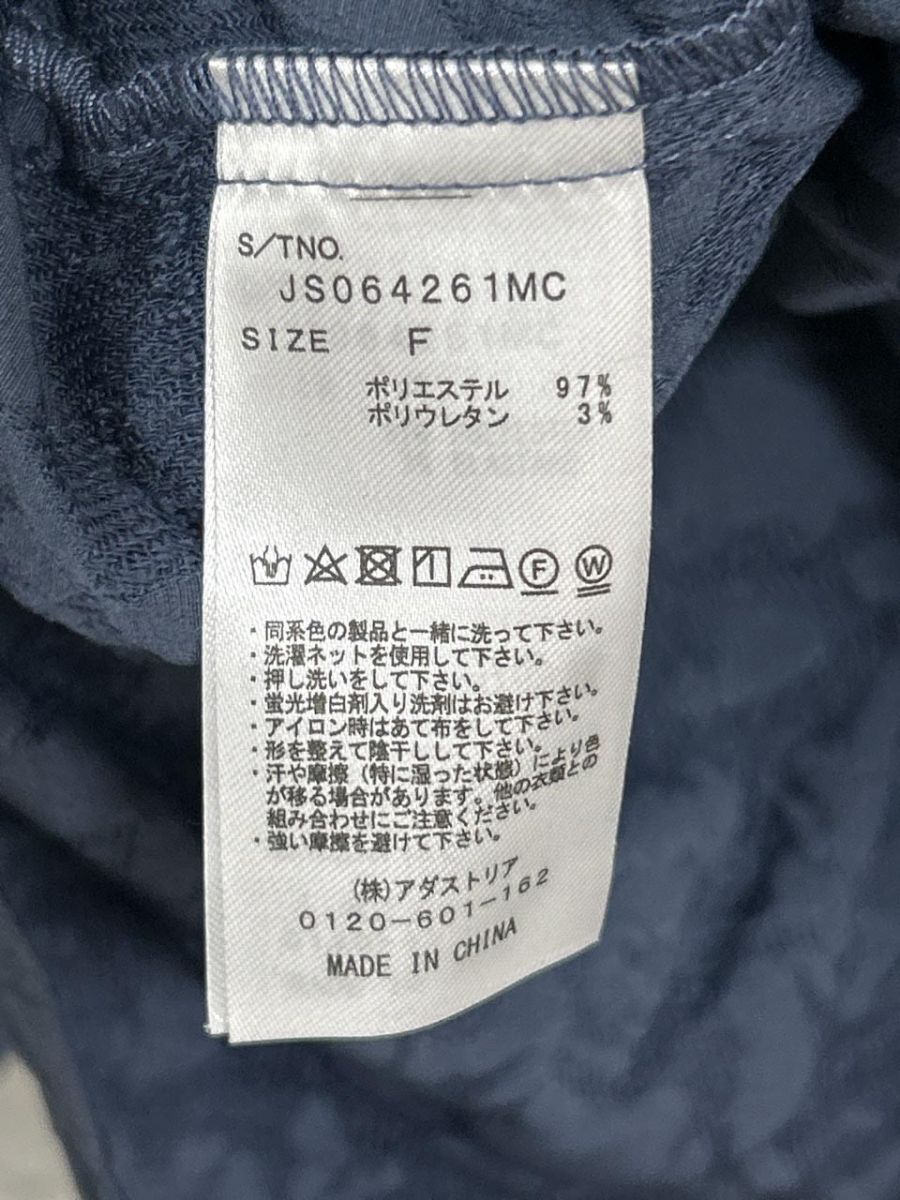 S/TNO.
JS064261MC
SIZE F
ポリエステル 97%
ポリウレタン 3%
F W
・同系色の製品と一緒に洗って下さい。
・洗濯ネットを使用して下さい。
・押し洗いをして下さい。
・蛍光増白剤入り洗剤はお避け下さい。
・アイロン時はあて布をして下さい。
・形を整えて陰干しして下さい。
・汗や摩擦（特に湿った状態）により色
が移る場合があります。他の衣類との
組み合わせにご注意ください。
・強い摩擦を避けて下さい。
(株)アダストリア
0120-601-162
MADE IN CHINA